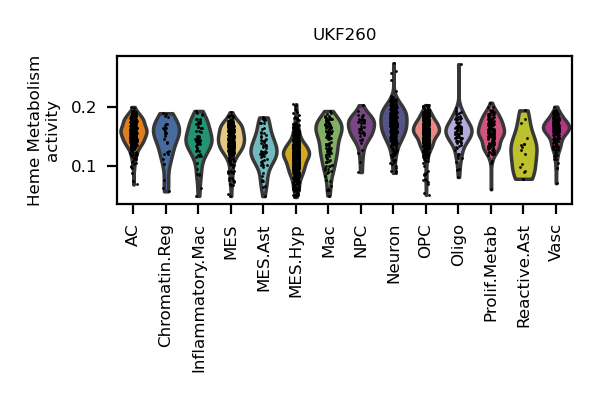 UKF260
Heme Metabolism
activity
0.2
0.1
AC
Chromatin.Reg
Inflammatory.Mac
MES
MES.Ast
MES.Hyp
Mac
NPC
Neuron
OPC
Oligo
Prolif.Metab
Reactive.Ast
Vasc